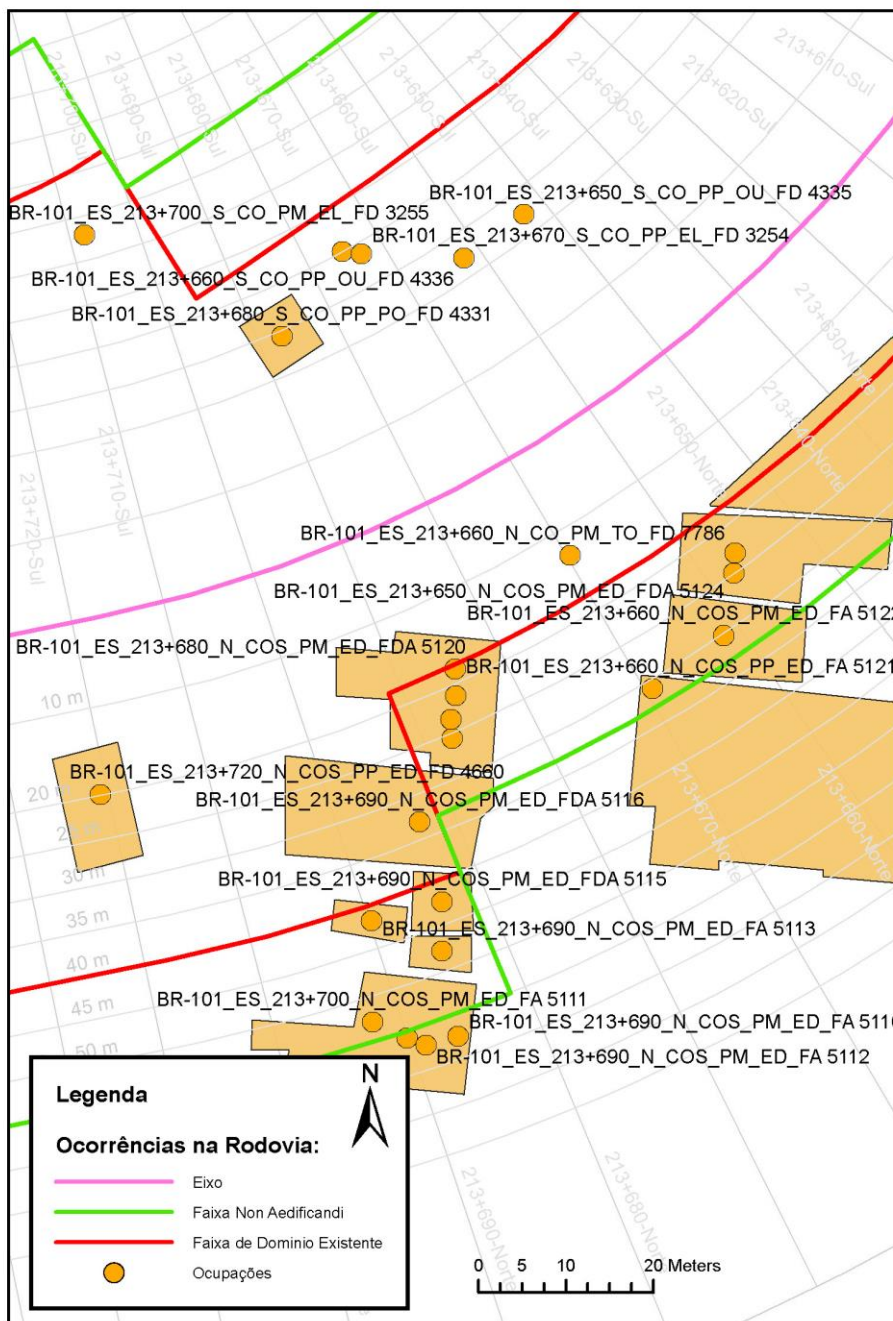 213+700-Sul
213+690-Sul
213+680-Sul
213+670-Sul
213+660-Sul
213+650-Sul
213+640-Sul
213+630-Sul
213+620-Sul
213+610-Sul
BR-101_ES_213+650_S_CO_PP_OU_FD 4335
BR-101_ES_213+700_S_CO_PM_EL_FD 3255
BR-101_ES_213+670_S_CO_PP_EL_FD 3254
BR-101_ES_213+660_S_CO_PP_OU_FD 4336
BR-101_ES_213+680_S_CO_PP_PO_FD 4331
213+720-Sul
213+710-Sul
213+630-Norte
213+640-Norte
213+650-Norte
BR-101_ES_213+660_N_CO_PM_TO_FD 7786
BR-101_ES_213+650_N_COS_PM_ED_FDA 5124
BR-101_ES_213+660_N_COS_PM_ED_FA 5122
BR-101_ES_213+680_N_COS_PM_ED_FDA 5120
BR-101_ES_213+660_N_COS_PP_ED_FA 5121
10 m
BR-101_ES_213+720_N_COS_PP_ED_FD 4660
20 m
BR-101_ES_213+690_N_COS_PM_ED_FDA 5116
25 m
213+670-Norte
213+660-Norte
30 m
BR-101_ES_213+690_N_COS_PM_ED_FDA 5115
35 m
BR-101_ES_213+690_N_COS_PM_ED_FA 5113
40 m
45 m
BR-101_ES_213+700_N_COS_PM_ED_FA 5111
BR-101_ES_213+690_N_COS_PM_ED_FA 5110
50 m
BR-101_ES_213+690_N_COS_PM_ED_FA 5112
213+690-Norte
213+680-Norte
N
Legenda
Ocorrências na Rodovia:
Eixo
Faixa Non Aedificandi
Faixa de Dominio Existente
Ocupações
0 5 10 20 Meters